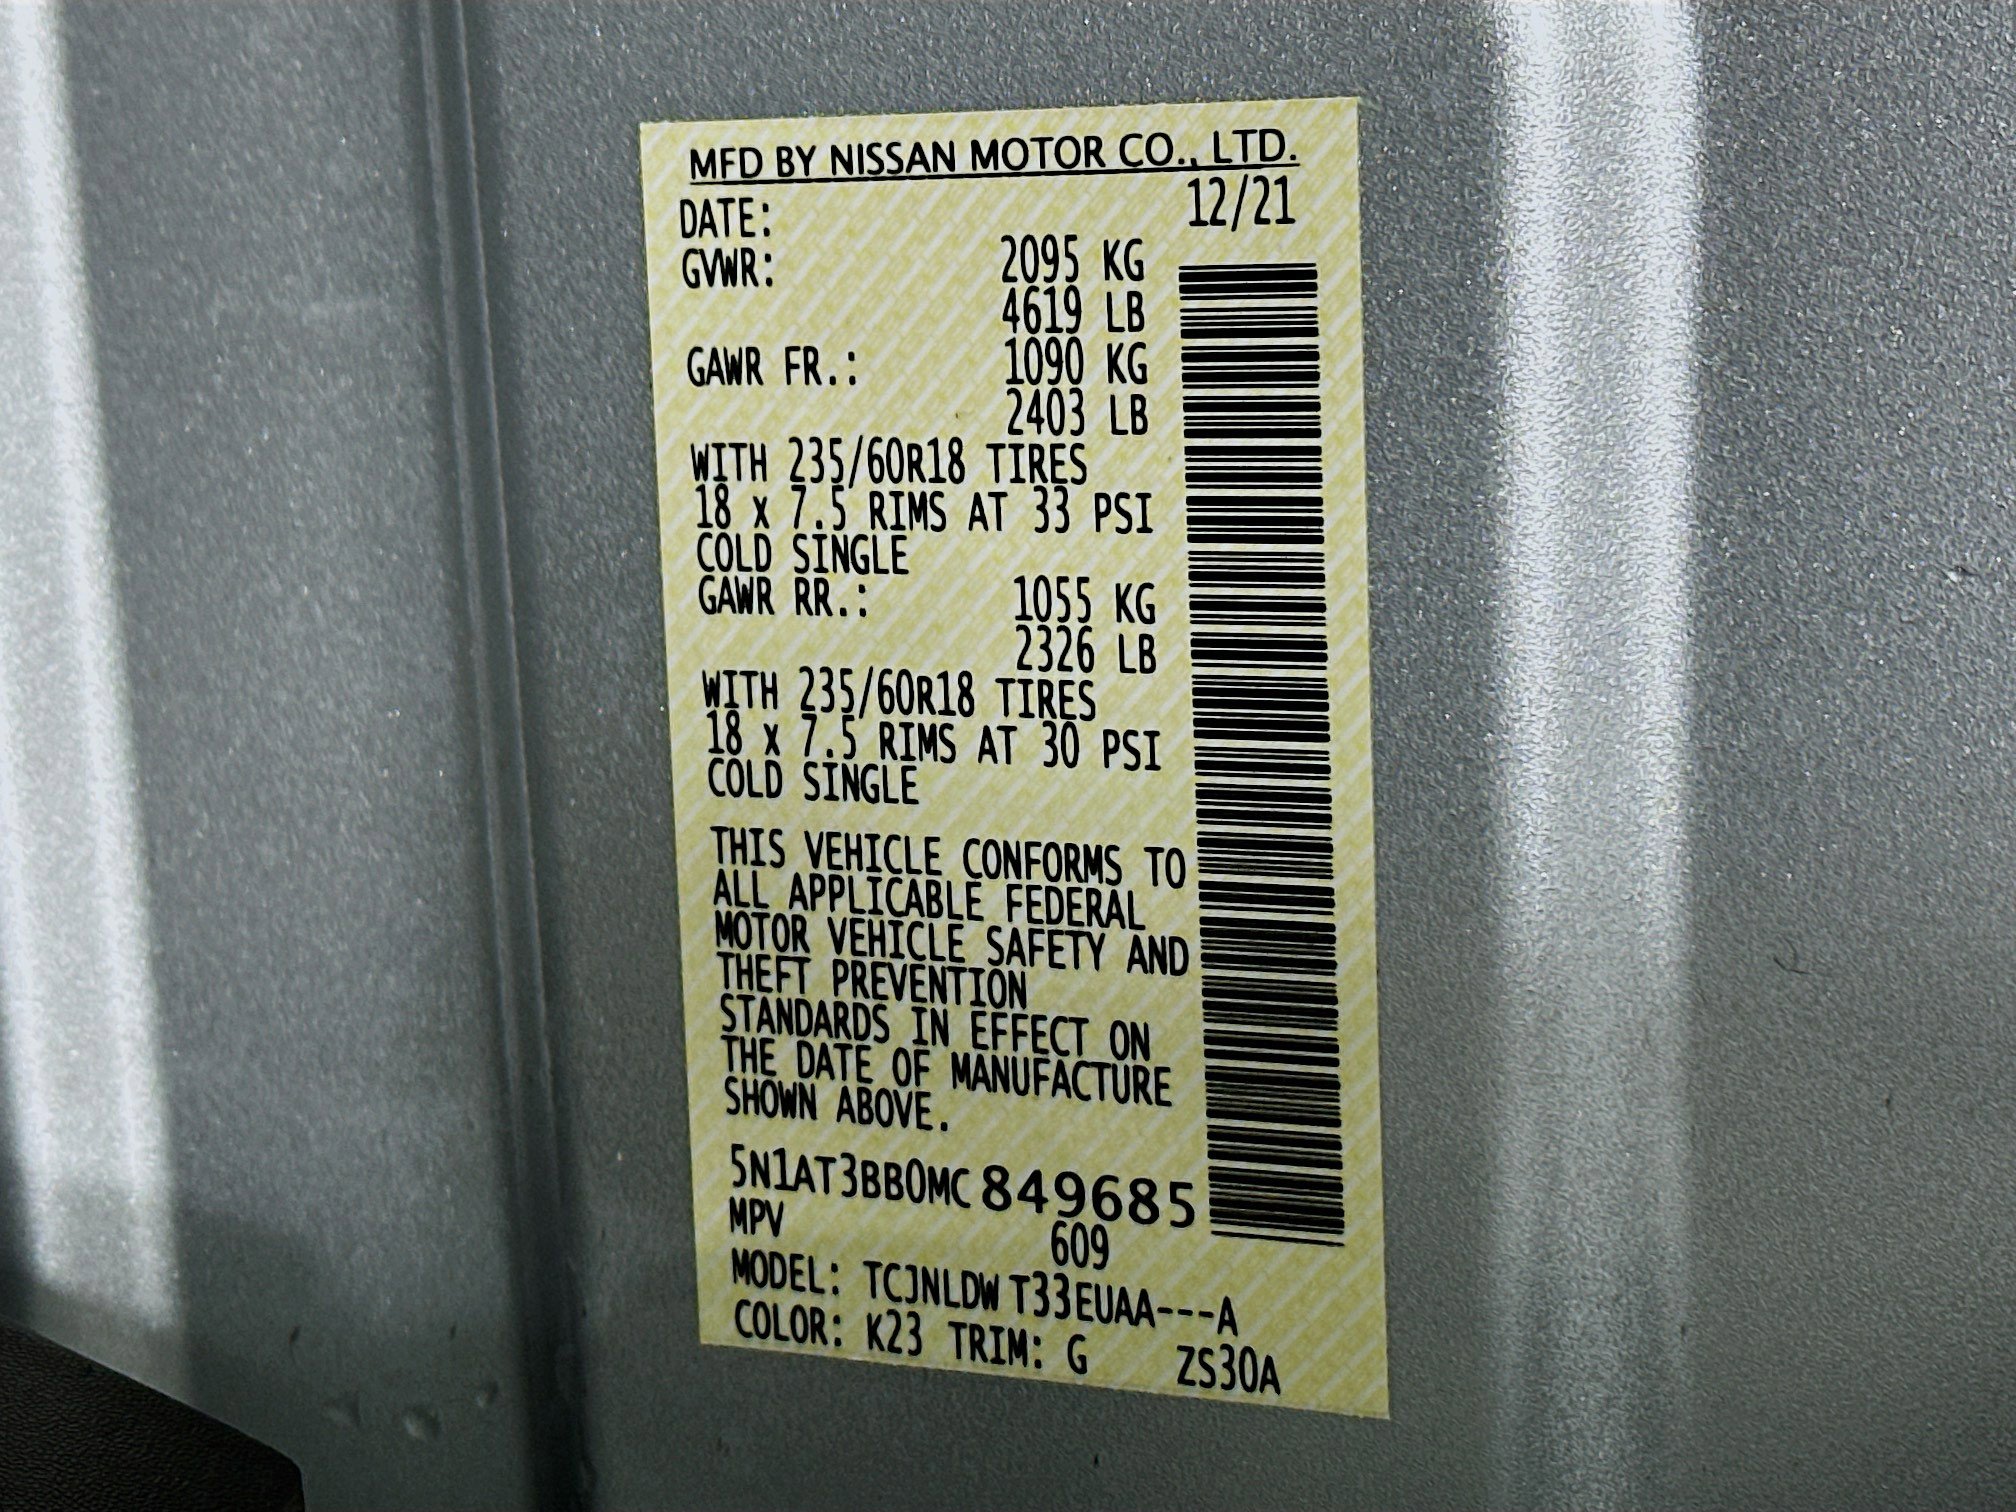 MFD BY NISSAN MOTOR CO., LTD.
DATE: 12/21
GVWR: 2095 KG
4619 LB
GAWR FR.: 1090 KG
2403 LB
WITH 235/60R18 TIRES
18 x 7.5 RIMS AT 33 PSI
COLD SINGLE
GAWR RR.: 1055 KG
2326 LB
WITH 235/60R18 TIRES
18 x 7.5 RIMS AT 30 PSI
COLD SINGLE
THIS VEHICLE CONFORMS TO
ALL APPLICABLE FEDERAL
MOTOR VEHICLE SAFETY AND
THEFT PREVENTION
STANDARDS IN EFFECT ON
THE DATE OF MANUFACTURE
SHOWN ABOVE.
5N1AT3BB0MC849685
MPV 609
MODEL: TCJNLDW T33EUAA---A
COLOR: K23 TRIM: G ZS30A